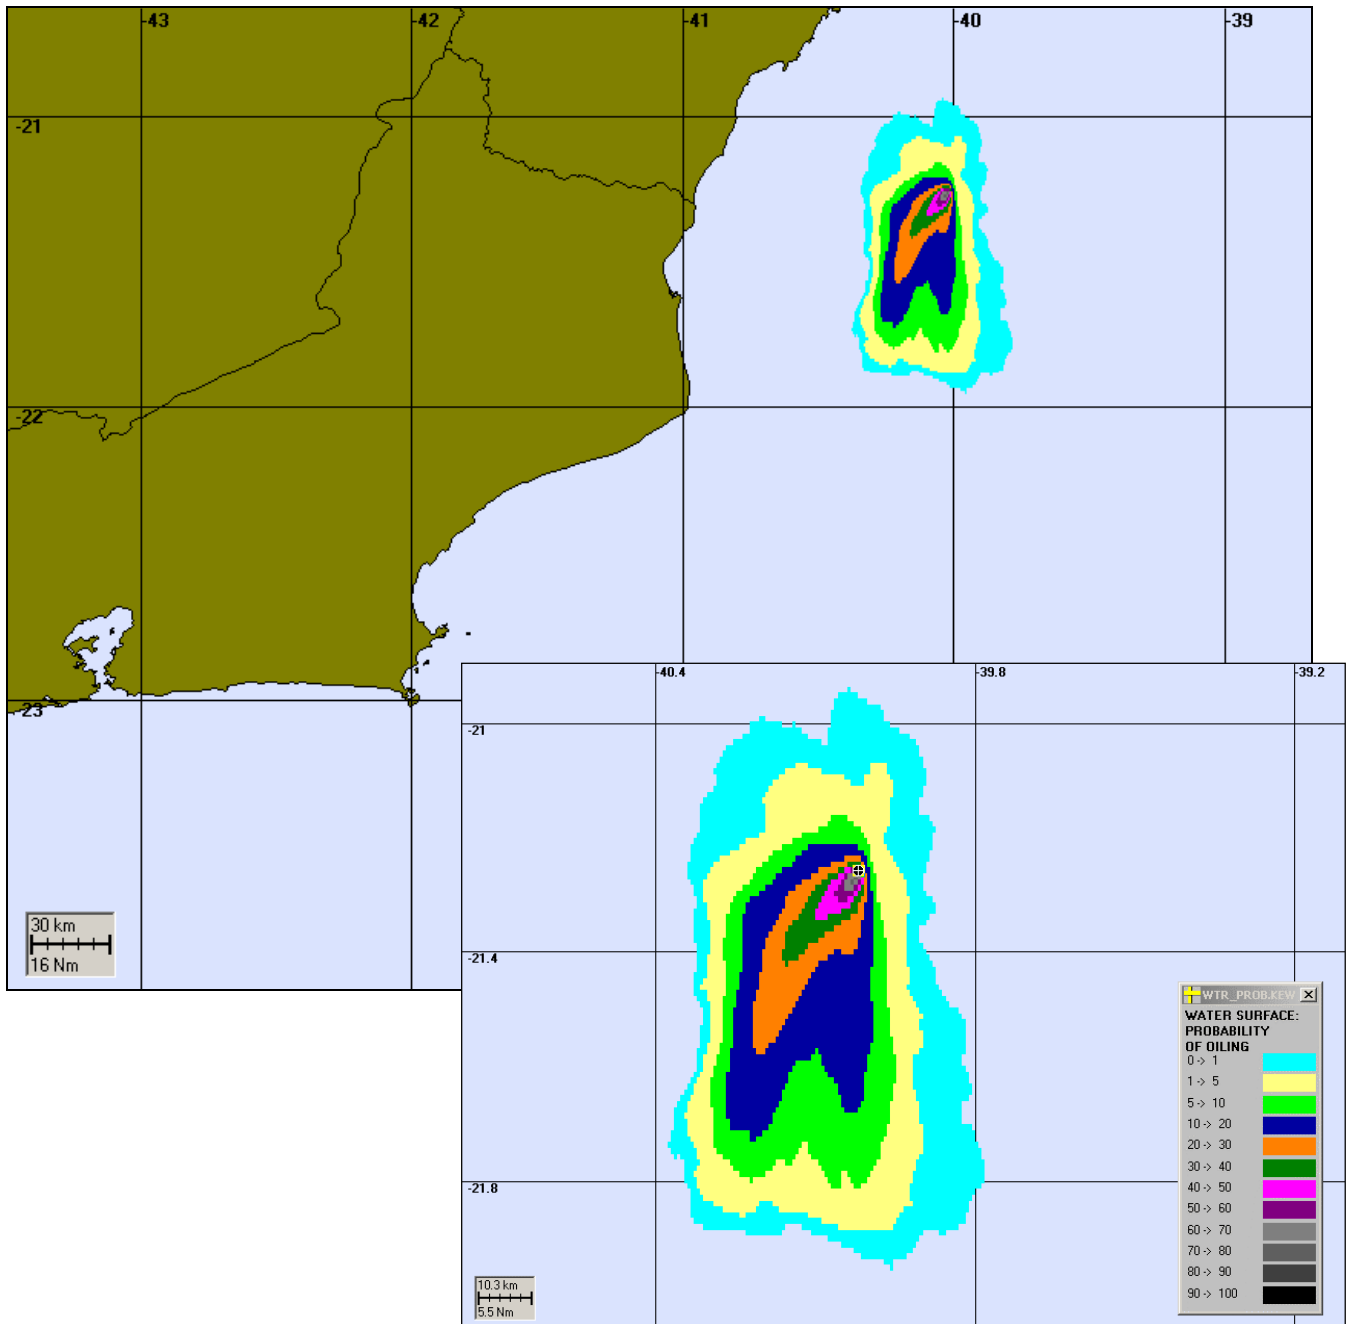 -43
-42
-41
-40
-39
-21
-22
-23
30 km
16 Nm
-40.4
-39.8
-39.2
-21
-21.4
-21.8
10.3 km
5.5 Nm
WTR_PROB.KEW
WATER SURFACE:
PROBABILITY
OF OILING
0 -> 1
1 -> 5
5 -> 10
10 -> 20
20 -> 30
30 -> 40
40 -> 50
50 -> 60
60 -> 70
70 -> 80
80 -> 90
90 -> 100